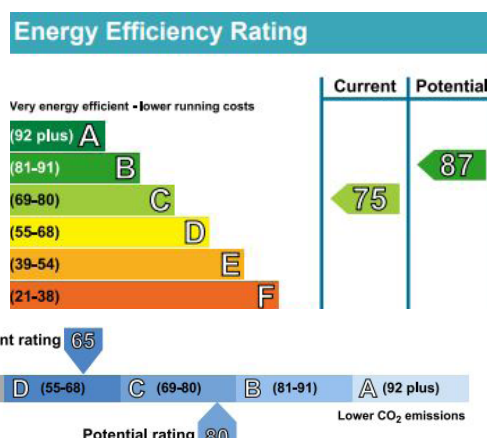 Energy Efficiency Rating
Current Potential
Very energy efficient - lower running costs
(92 plus) A
(81-91) B
87
(69-80) C
75
(55-68) D
(39-54) E
(21-38) F
rating 65
D (55-68) C (69-80) B (81-91) A (92 plus)
Lower CO₂ emissions
Potential rating 80